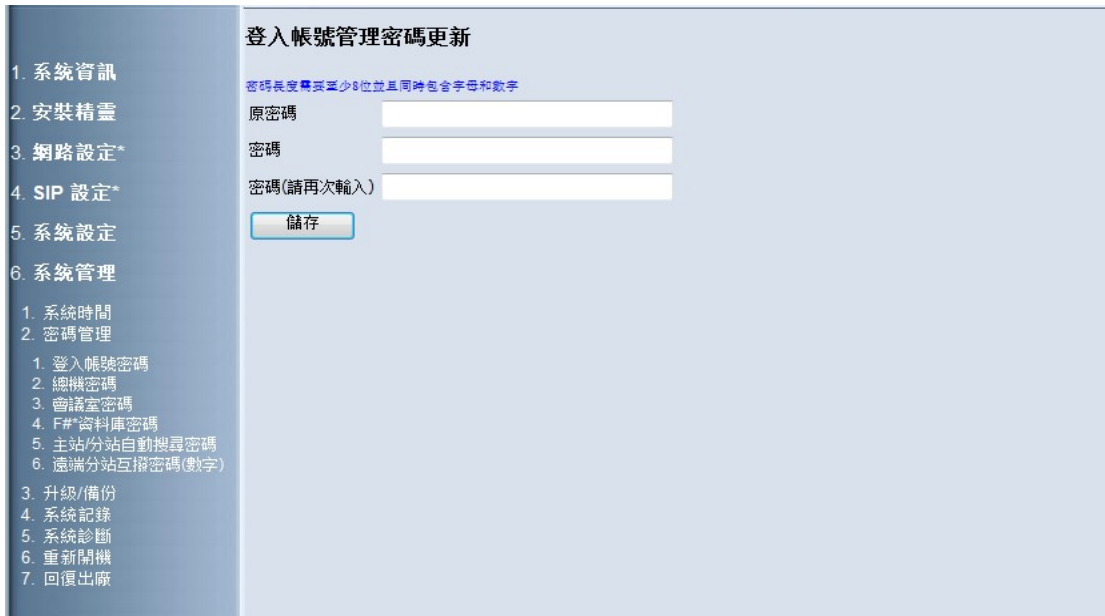 登入帳號管理密碼更新
密碼長度需要至少8位並且同時包含字母和數字
原密碼
密碼
密碼(請再次輸入)
儲存
1. 系統資訊
2. 安裝精靈
3. 網路設定*
4. SIP 設定*
5. 系統設定
6. 系統管理
1. 系統時間
2. 密碼管理
1. 登入帳號密碼
2. 總機密碼
3. 會議室密碼
4. F#*資料庫密碼
5. 主站/分站自動搜尋密碼
6. 遠端分站互撥密碼(數字)
3. 升級/備份
4. 系統記錄
5. 系統診斷
6. 重新開機
7. 回復出廠